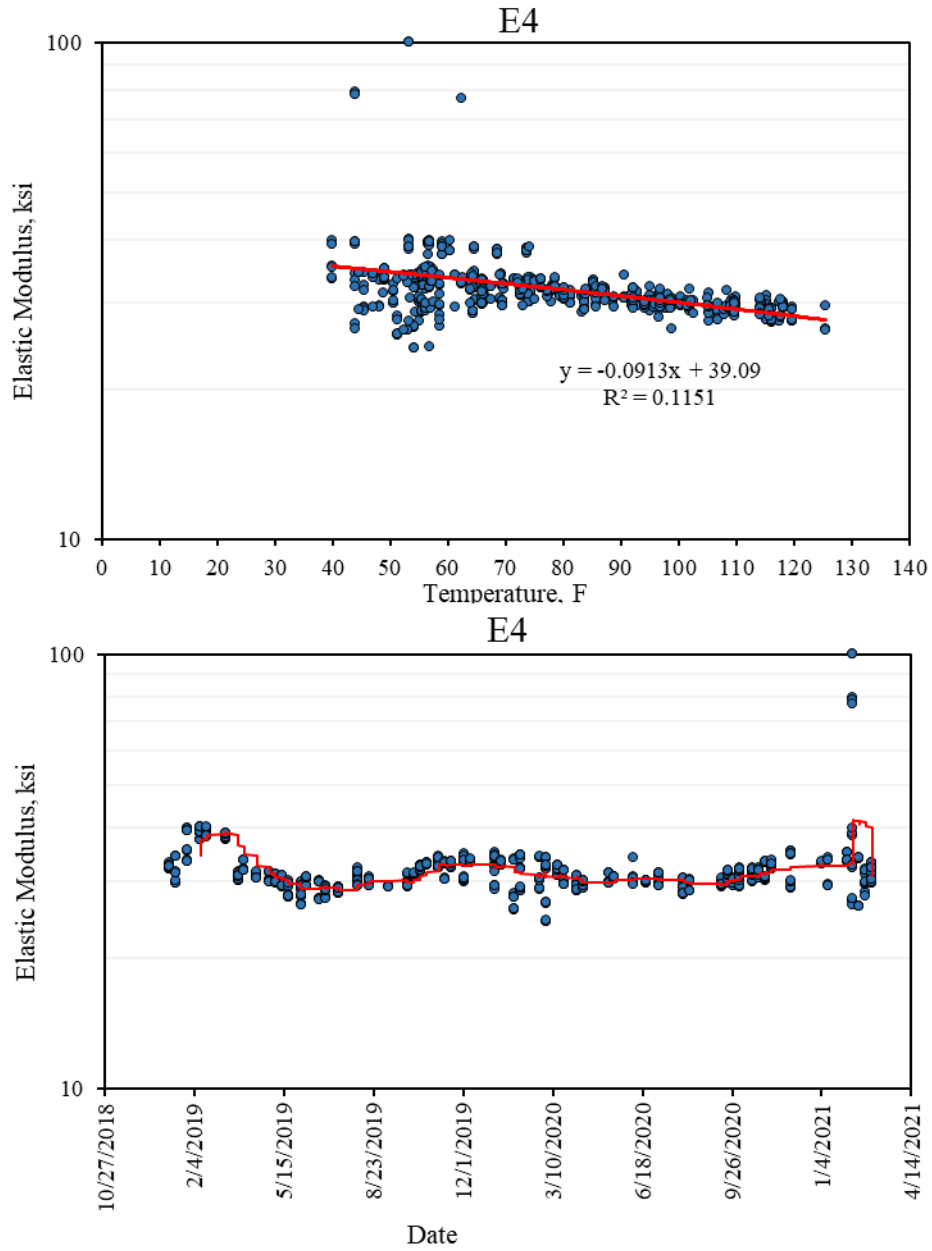 E4
100
Elastic Modulus, ksi
y = -0.0913x + 39.09
R² = 0.1151
10
0 10 20 30 40 50 60 70 80 90 100 110 120 130 140
Temperature, F
E4
100
Elastic Modulus, ksi
10
10/27/2018 2/4/2019 5/15/2019 8/23/2019 12/1/2019 3/10/2020 6/18/2020 9/26/2020 1/4/2021 4/14/2021
Date